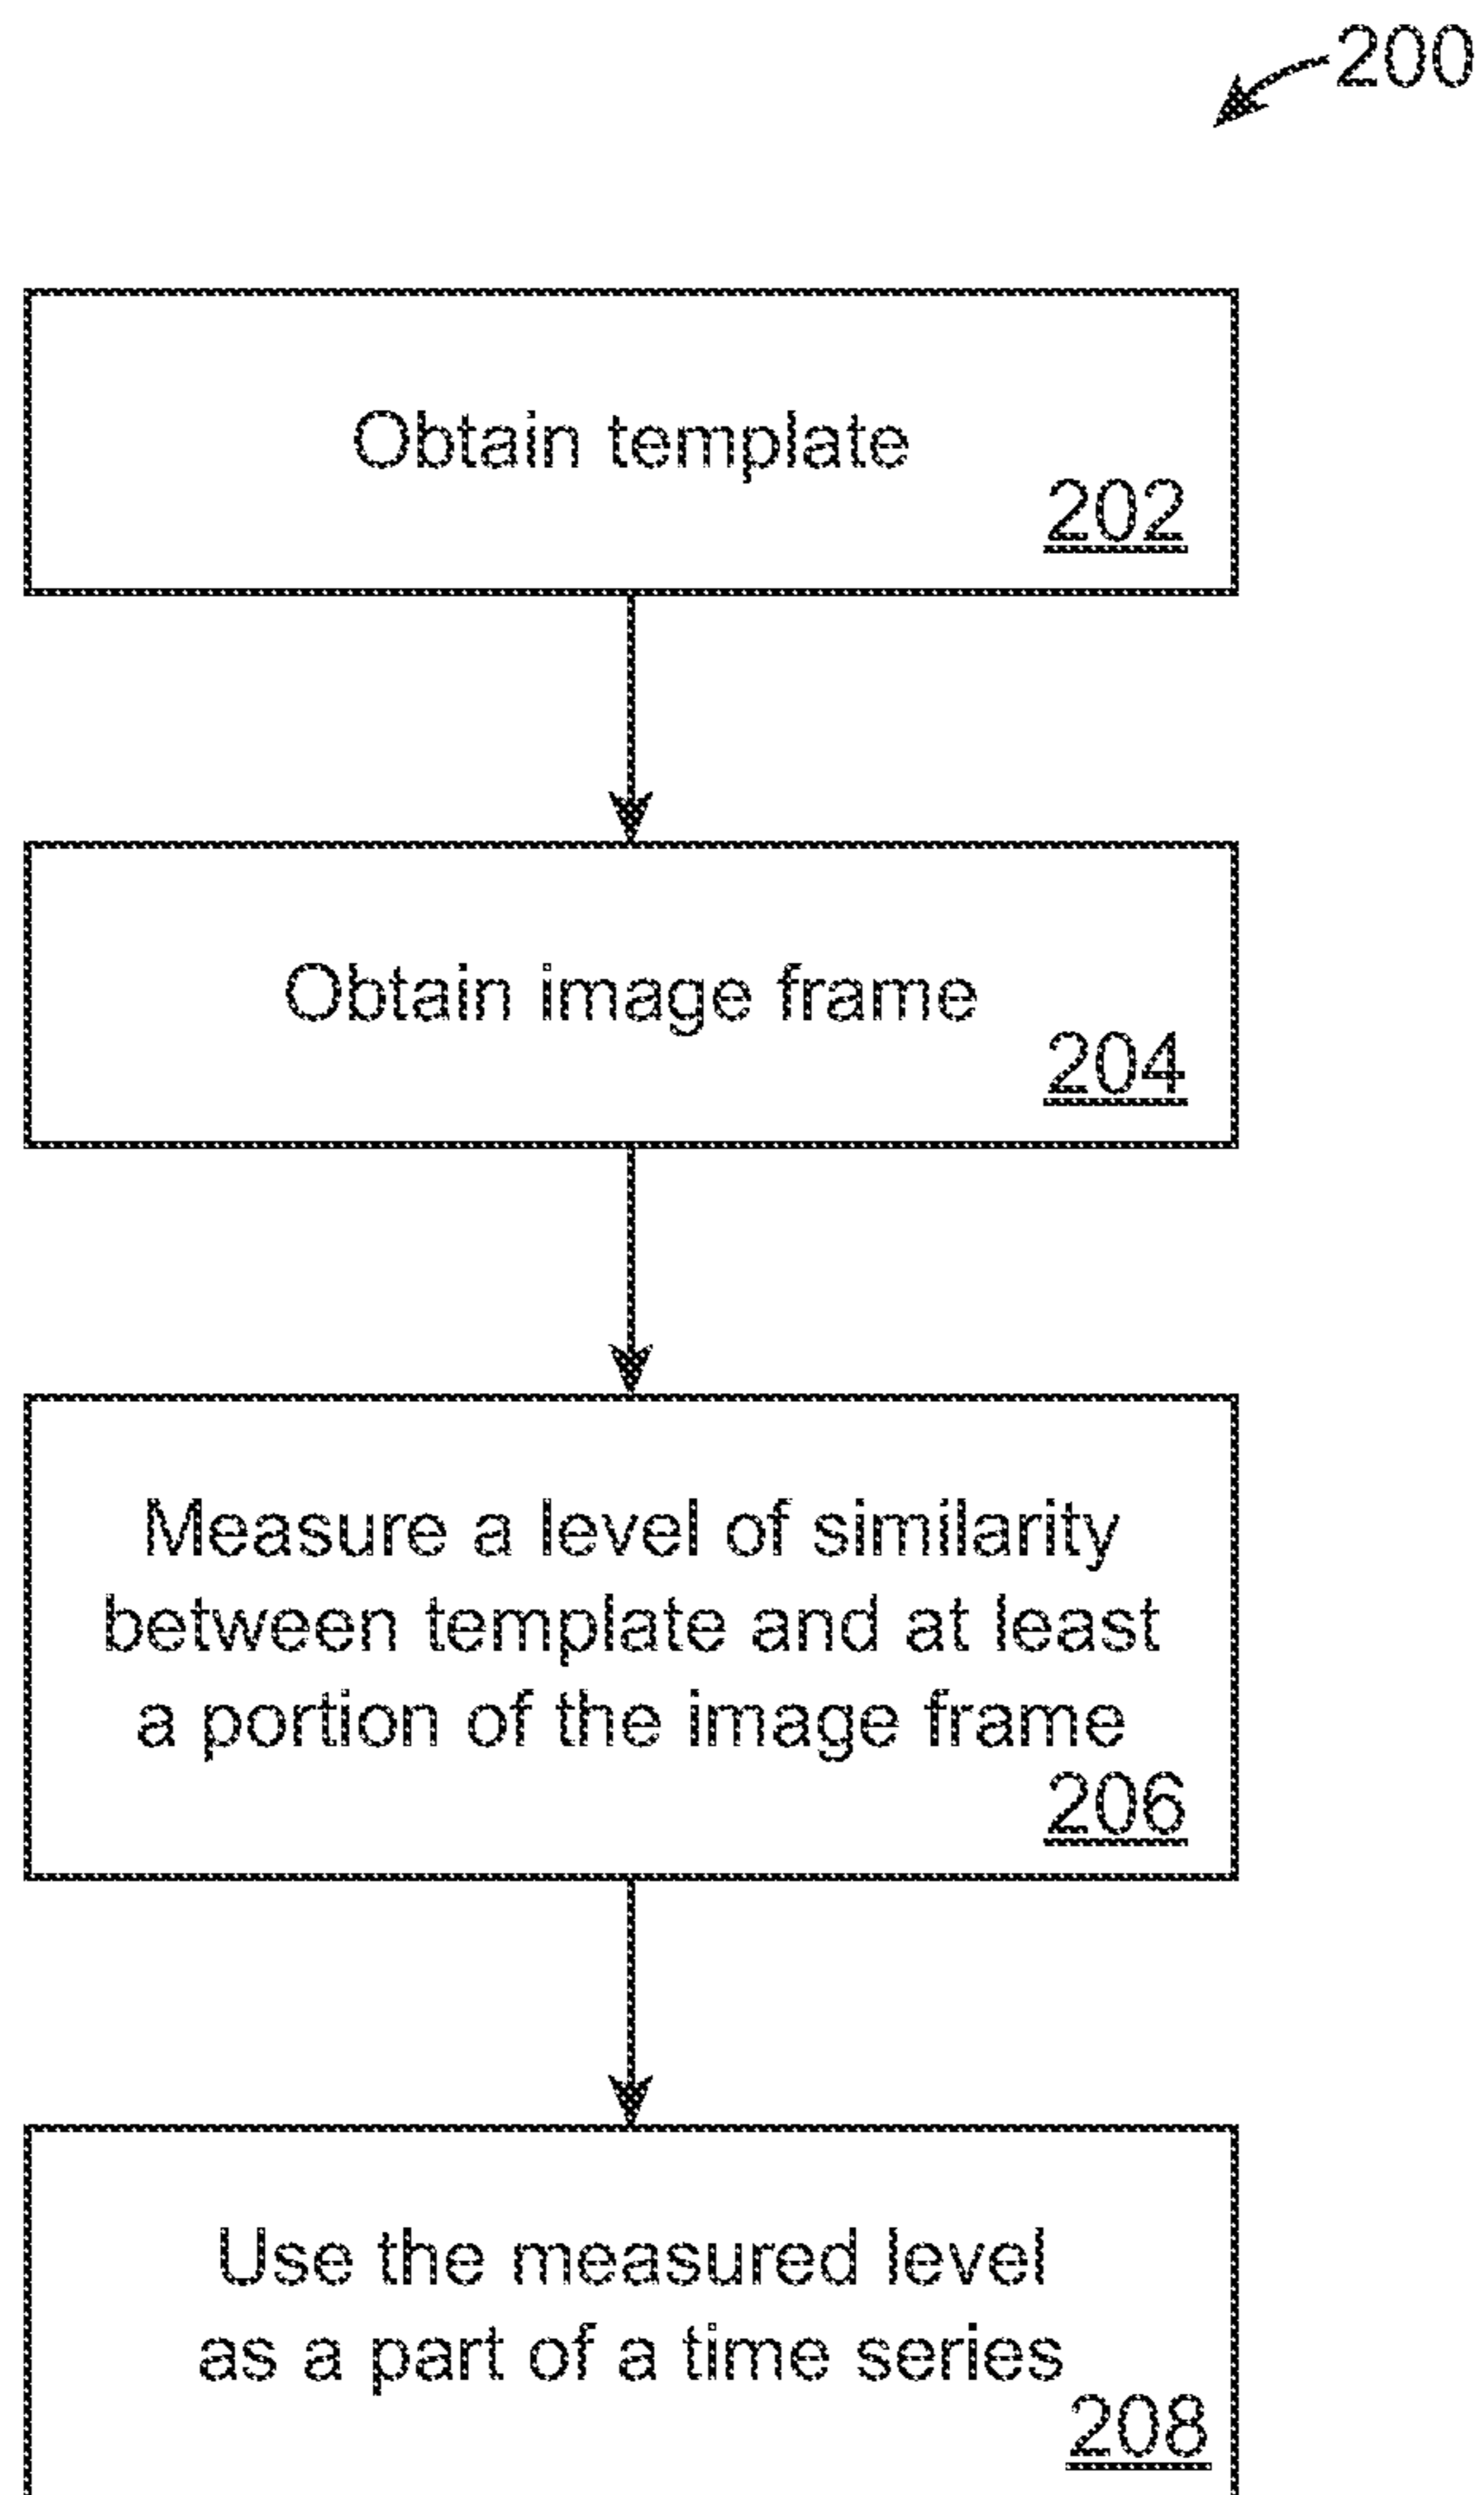 200
Obtain template
202
Obtain image frame
204
Measure a level of similarity
between template and at least
a portion of the image frame
206
Use the measured level
as a part of a time series
208